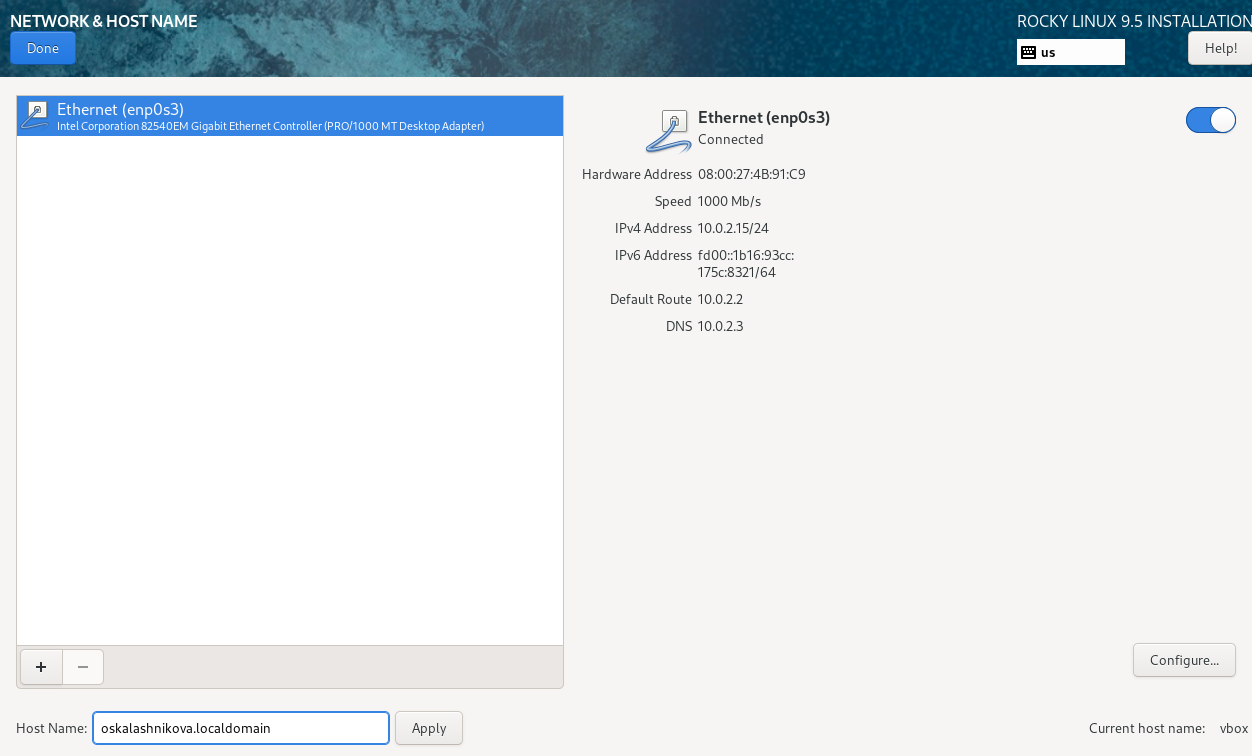 NETWORK & HOST NAME
ROCKY LINUX 9.5 INSTALLATION
Done
us
Help!
Ethernet (enp0s3)
Intel Corporation 82540EM Gigabit Ethernet Controller (PRO/1000 MT Desktop Adapter)
Ethernet (enp0s3)
Connected
Hardware Address 08:00:27:4B:91:C9
Speed 1000 Mb/s
IPv4 Address 10.0.2.15/24
IPv6 Address fd00::1b16:93cc:
175c:8321/64
Default Route 10.0.2.2
DNS 10.0.2.3
+ −
Configure...
Host Name: oskalashnikova.localdomain Apply
Current host name: vbox